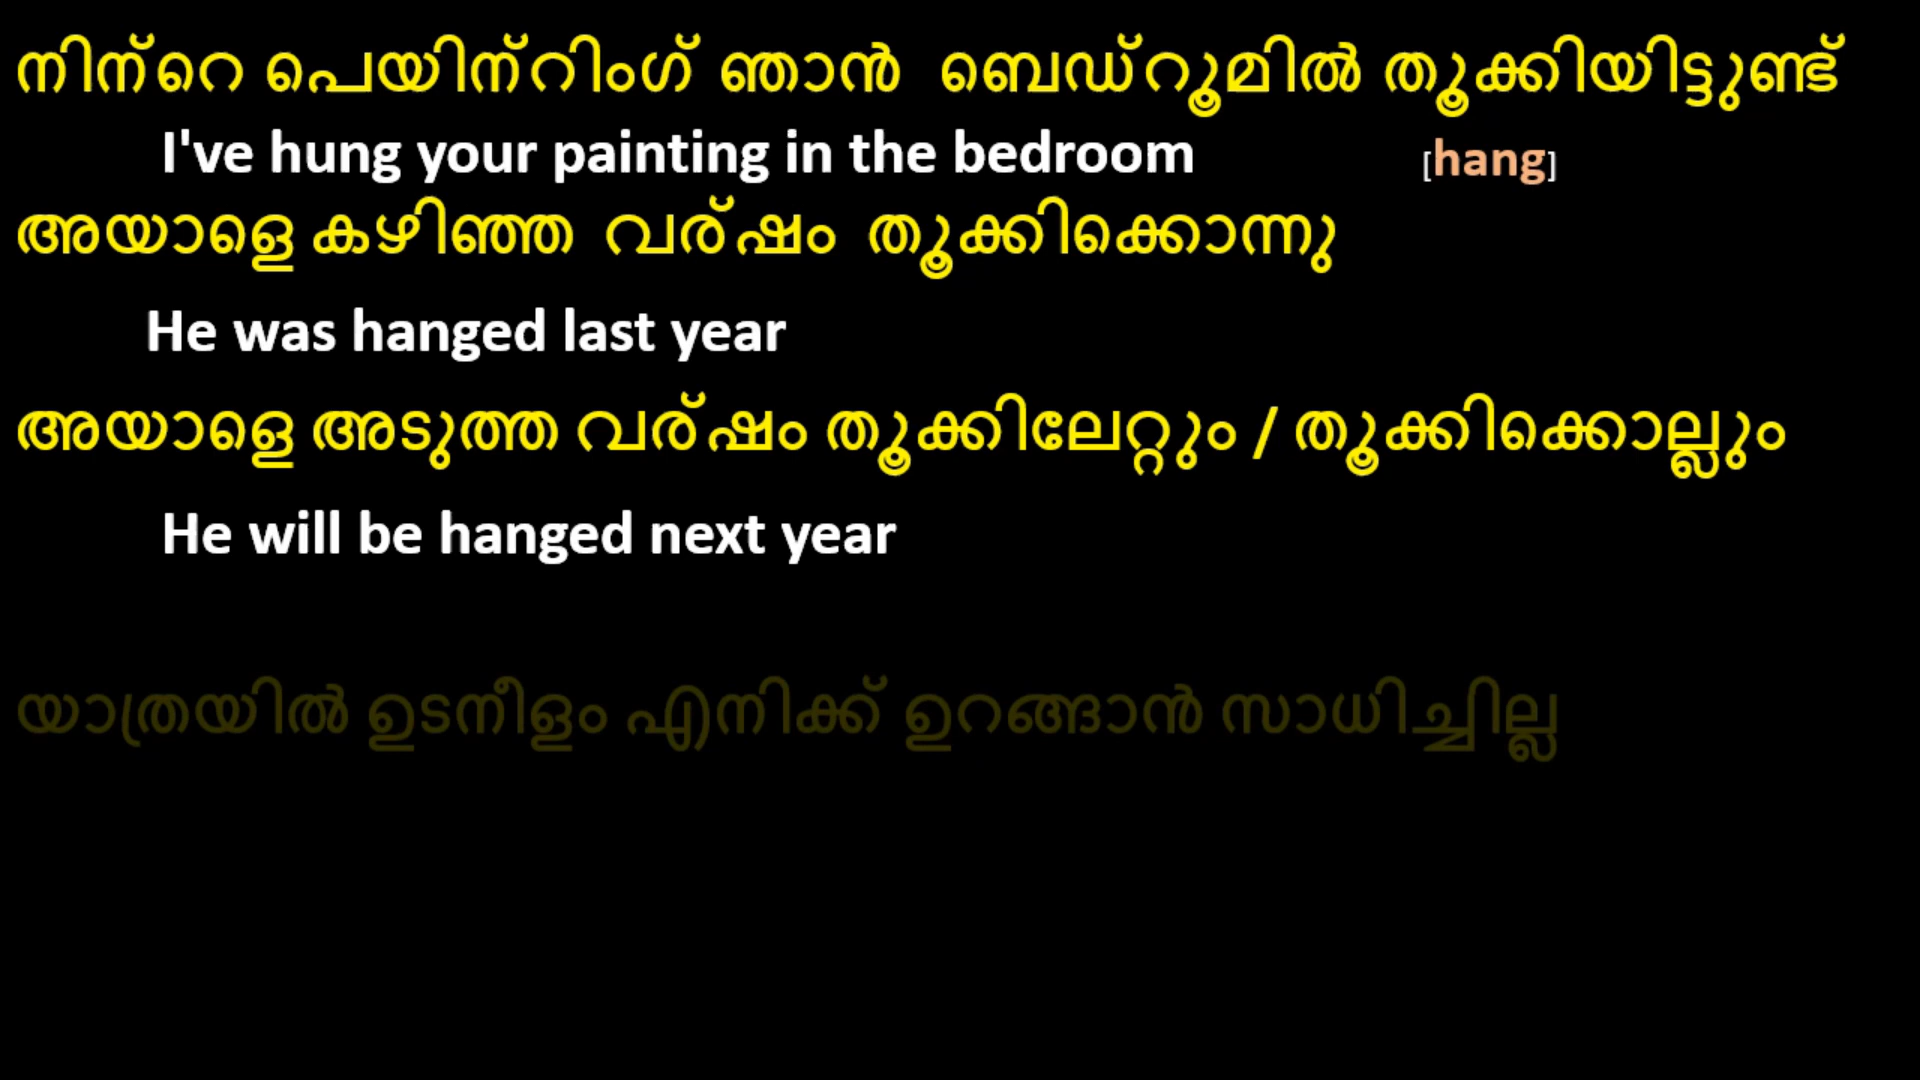 നിന്റെ പെയിന്റിംഗ് ഞാൻ ബെഡ്റൂമിൽ തൂക്കിയിട്ടുണ്ട്
I've hung your painting in the bedroom [hang]
അയാളെ കഴിഞ്ഞ വര്ഷം തൂക്കിക്കൊന്നു
He was hanged last year
അയാളെ അടുത്ത വര്ഷം തൂക്കിലേറ്റും / തൂക്കിക്കൊല്ലും
He will be hanged next year
യാത്രയിൽ ഉടനീളം എനിക്ക് ഉറങ്ങാൻ സാധിച്ചില്ല